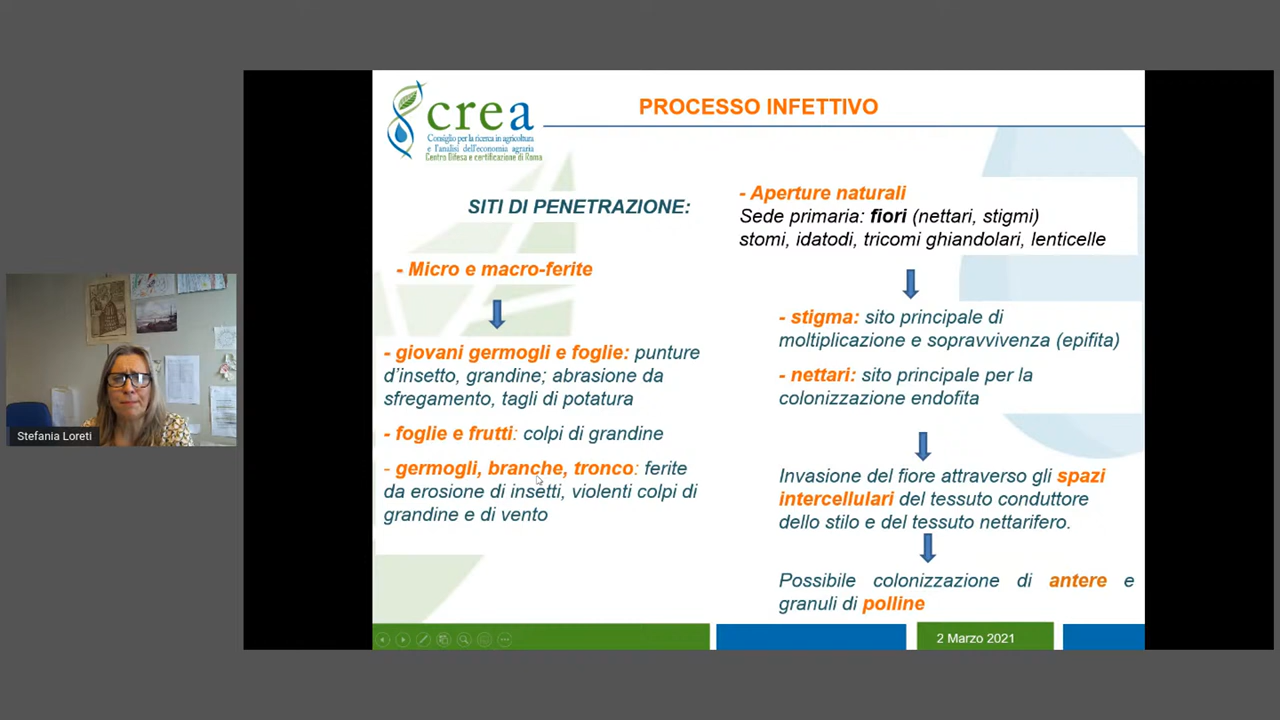 crea
Consiglio per la ricerca in agricoltura
e l'analisi dell'economia agraria
Centro Difesa e certificazione di Roma
PROCESSO INFETTIVO
SITI DI PENETRAZIONE:
- Micro e macro-ferite
- giovani germogli e foglie: punture
d'insetto, grandine; abrasione da
sfregamento, tagli di potatura
- foglie e frutti: colpi di grandine
- germogli, branche, tronco: ferite
da erosione di insetti, violenti colpi di
grandine e di vento
- Aperture naturali
Sede primaria: fiori (nettari, stigmi)
stomi, idatodi, tricomi ghiandolari, lenticelle
- stigma: sito principale di
moltiplicazione e sopravvivenza (epifita)
- nettari: sito principale per la
colonizzazione endofita
Invasione del fiore attraverso gli spazi
intercellulari del tessuto conduttore
dello stilo e del tessuto nettarifero.
Possibile colonizzazione di antere e
granuli di polline
2 Marzo 2021
Stefania Loreti